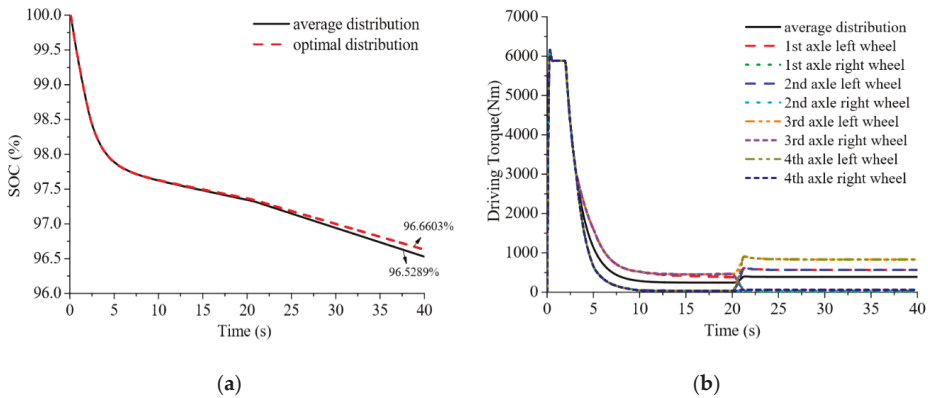 100.0
99.5
99.0
98.5
98.0
97.5
97.0
96.5
96.0
SOC (%)
average distribution
optimal distribution
96.6603%
96.5289%
0 5 10 15 20 25 30 35 40
Time (s)
(a)
7000
6000
5000
4000
3000
2000
1000
0
Driving Torque(Nm)
average distribution
1st axle left wheel
1st axle right wheel
2nd axle left wheel
2nd axle right wheel
3rd axle left wheel
3rd axle right wheel
4th axle left wheel
4th axle right wheel
0 5 10 15 20 25 30 35 40
Time (s)
(b)